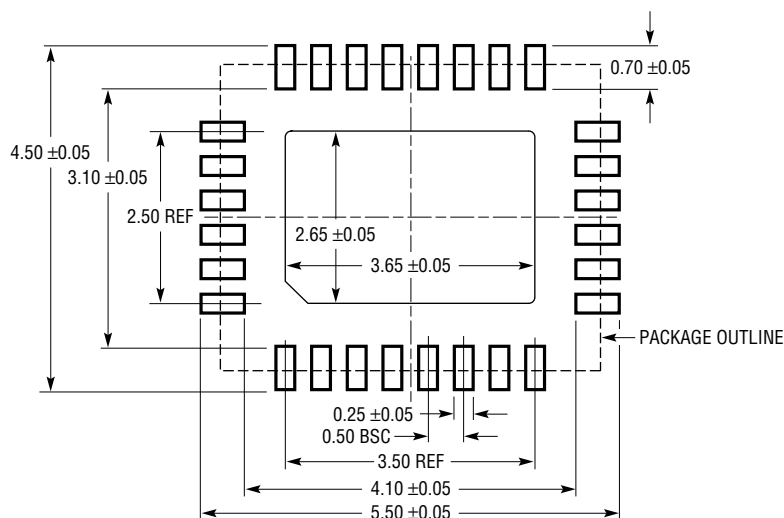 0.70 ±0.05
4.50 ±0.05
3.10 ±0.05
2.50 REF
2.65 ±0.05
3.65 ±0.05
PACKAGE OUTLINE
0.25 ±0.05
0.50 BSC
3.50 REF
4.10 ±0.05
5.50 ±0.05